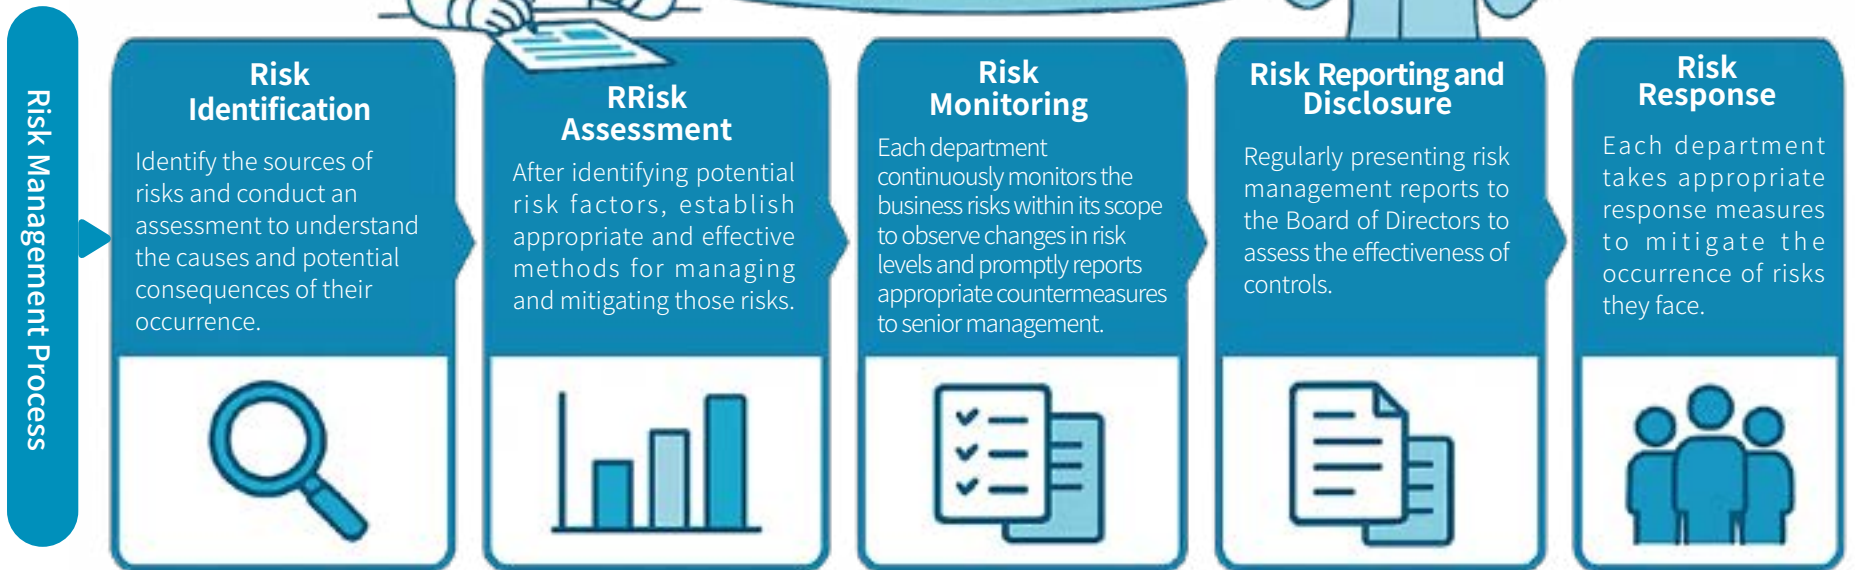 Risk Management Process
Risk
Identification
Identify the sources of
risks and conduct an
assessment to understand
the causes and potential
consequences of their
occurrence.
RRisk
Assessment
After identifying potential
risk factors, establish
appropriate and effective
methods for managing
and mitigating those risks.
Risk
Monitoring
Each department
continuously monitors the
business risks within its scope
to observe changes in risk
levels and promptly reports
appropriate countermeasures
to senior management.
Risk Reporting and
Disclosure
Regularly presenting risk
management reports to
the Board of Directors to
assess the effectiveness of
controls.
Risk
Response
Each department
takes appropriate
response measures
to mitigate the
occurrence of risks
they face.